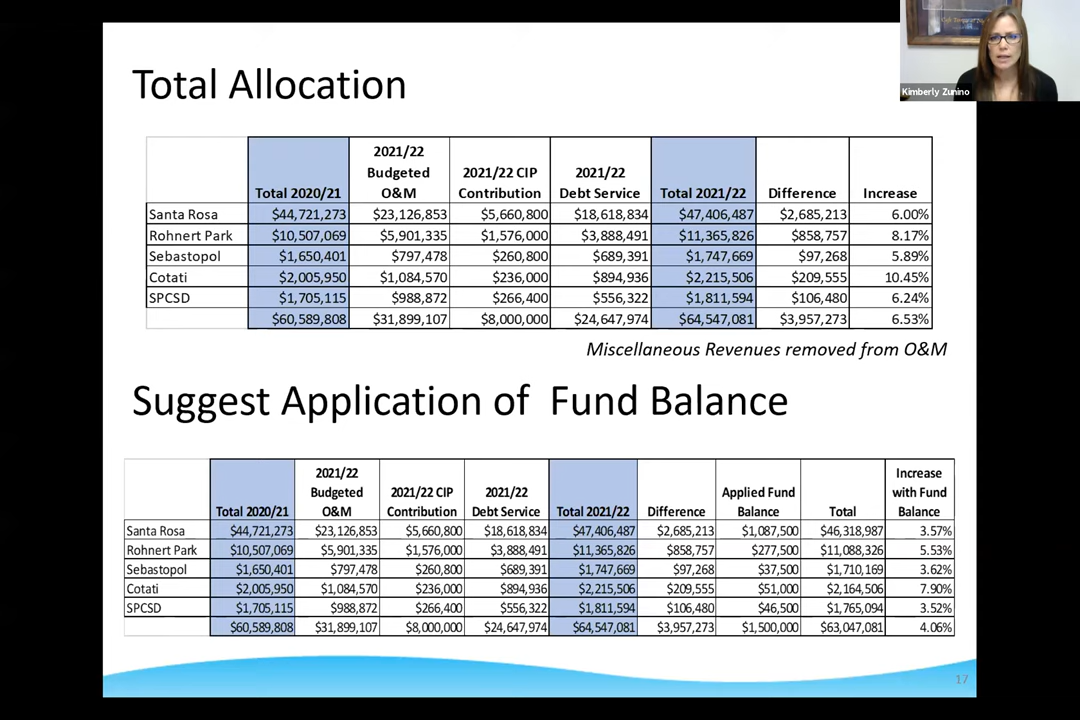 Kimberly Zunino
Total Allocation
Total 2020/21 2021/22 Budgeted O&M 2021/22 CIP Contribution 2021/22 Debt Service Total 2021/22 Difference Increase
Santa Rosa $44,721,273 $23,126,853 $5,660,800 $18,618,834 $47,406,487 $2,685,213 6.00%
Rohnert Park $10,507,069 $5,901,335 $1,576,000 $3,888,491 $11,365,826 $858,757 8.17%
Sebastopol $1,650,401 $797,478 $260,800 $689,391 $1,747,669 $97,268 5.89%
Cotati $2,005,950 $1,084,570 $236,000 $894,936 $2,215,506 $209,555 10.45%
SPCSD $1,705,115 $988,872 $266,400 $556,322 $1,811,594 $106,480 6.24%
$60,589,808 $31,899,107 $8,000,000 $24,647,974 $64,547,081 $3,957,273 6.53%
Miscellaneous Revenues removed from O&M
Suggest Application of Fund Balance
Total 2020/21 2021/22 Budgeted O&M 2021/22 CIP Contribution 2021/22 Debt Service Total 2021/22 Difference Applied Fund Balance Total Increase with Fund Balance
Santa Rosa $44,721,273 $23,126,853 $5,660,800 $18,618,834 $47,406,487 $2,685,213 $1,087,500 $46,318,987 3.57%
Rohnert Park $10,507,069 $5,901,335 $1,576,000 $3,888,491 $11,365,826 $858,757 $277,500 $11,088,326 5.53%
Sebastopol $1,650,401 $797,478 $260,800 $689,391 $1,747,669 $97,268 $37,500 $1,710,169 3.62%
Cotati $2,005,950 $1,084,570 $236,000 $894,936 $2,215,506 $209,555 $51,000 $2,164,506 7.90%
SPCSD $1,705,115 $988,872 $266,400 $556,322 $1,811,594 $106,480 $46,500 $1,765,094 3.52%
$60,589,808 $31,899,107 $8,000,000 $24,647,974 $64,547,081 $3,957,273 $1,500,000 $63,047,081 4.06%
17